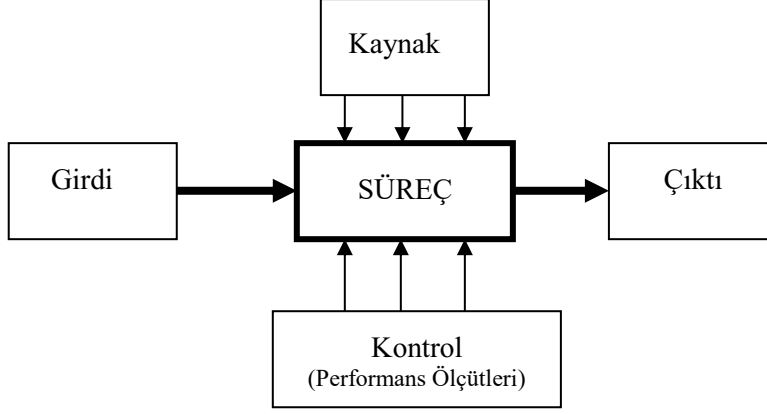 Kaynak
Girdi
SÜREÇ
Çıktı
Kontrol
(Performans Ölçütleri)